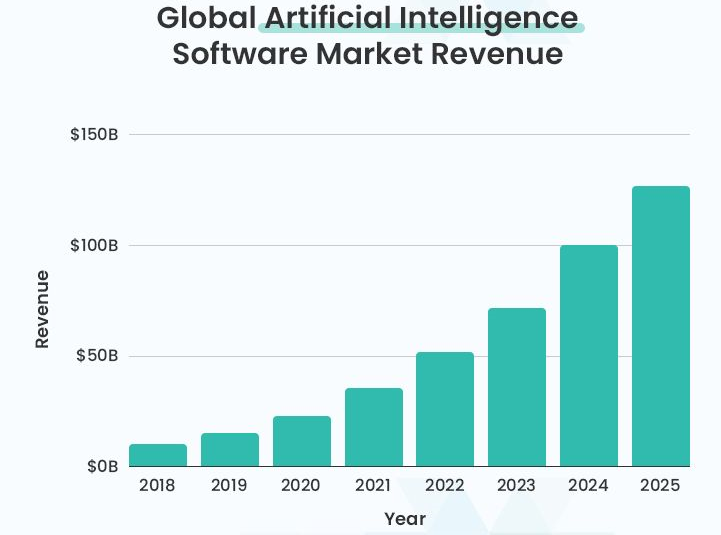 Global Artificial Intelligence
Software Market Revenue
$150B
$100B
$50B
$0B
Revenue
2018 2019 2020 2021 2022 2023 2024 2025
Year